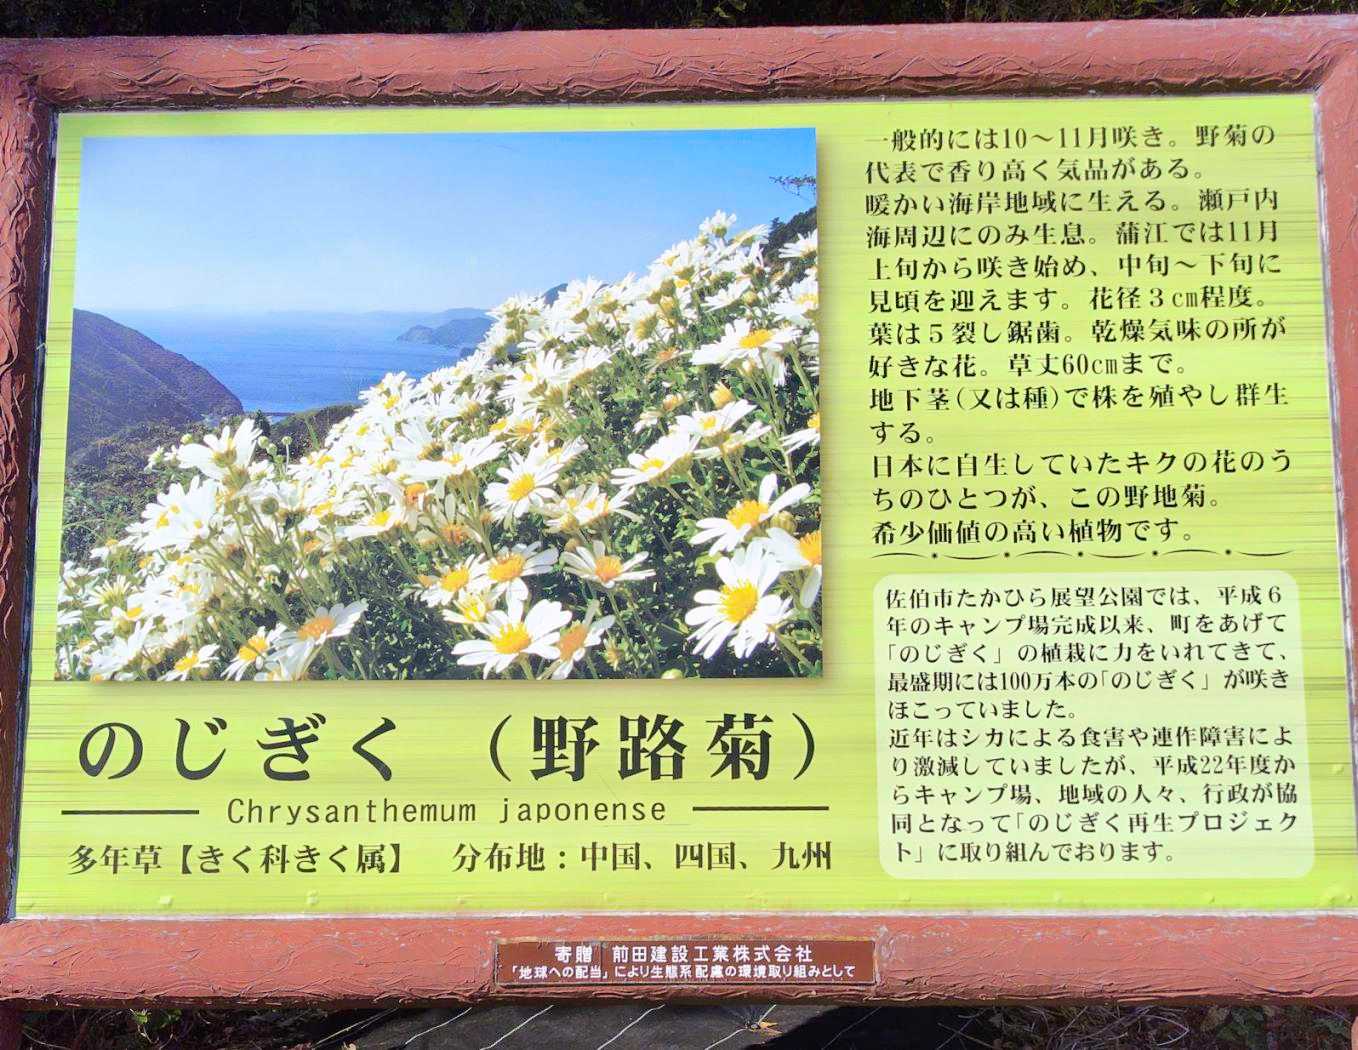 一般的には10～11月咲き。野菊の
代表で香り高く気品がある。
暖かい海岸地域に生える。瀬戸内
海周辺にのみ生息。蒲江では11月
上旬から咲き始め、中旬～下旬に
見頃を迎えます。花径３㎝程度。
葉は５裂し鋸歯。乾燥気味の所が
好きな花。草丈60㎝まで。
地下茎(又は種)で株を殖やし群生
する。
日本に自生していたキクの花のう
ちのひとつが、この野地菊。
希少価値の高い植物です。
佐伯市たかひら展望公園では、平成６
年のキャンプ場完成以来、町をあげて
「のじぎく」の植栽に力をいれてきて、
最盛期には100万本の「のじぎく」が咲き
ほこっていました。
近年はシカによる食害や連作障害によ
り激減していましたが、平成22年度か
らキャンプ場、地域の人々、行政が協
同となって「のじぎく再生プロジェク
ト」に取り組んでおります。
のじぎく （野路菊）
Chrysanthemum japonense
多年草【きく科きく属】 分布地：中国、四国、九州
寄贈 前田建設工業株式会社
「地球への配当」により生態系配慮の環境取り組みとして